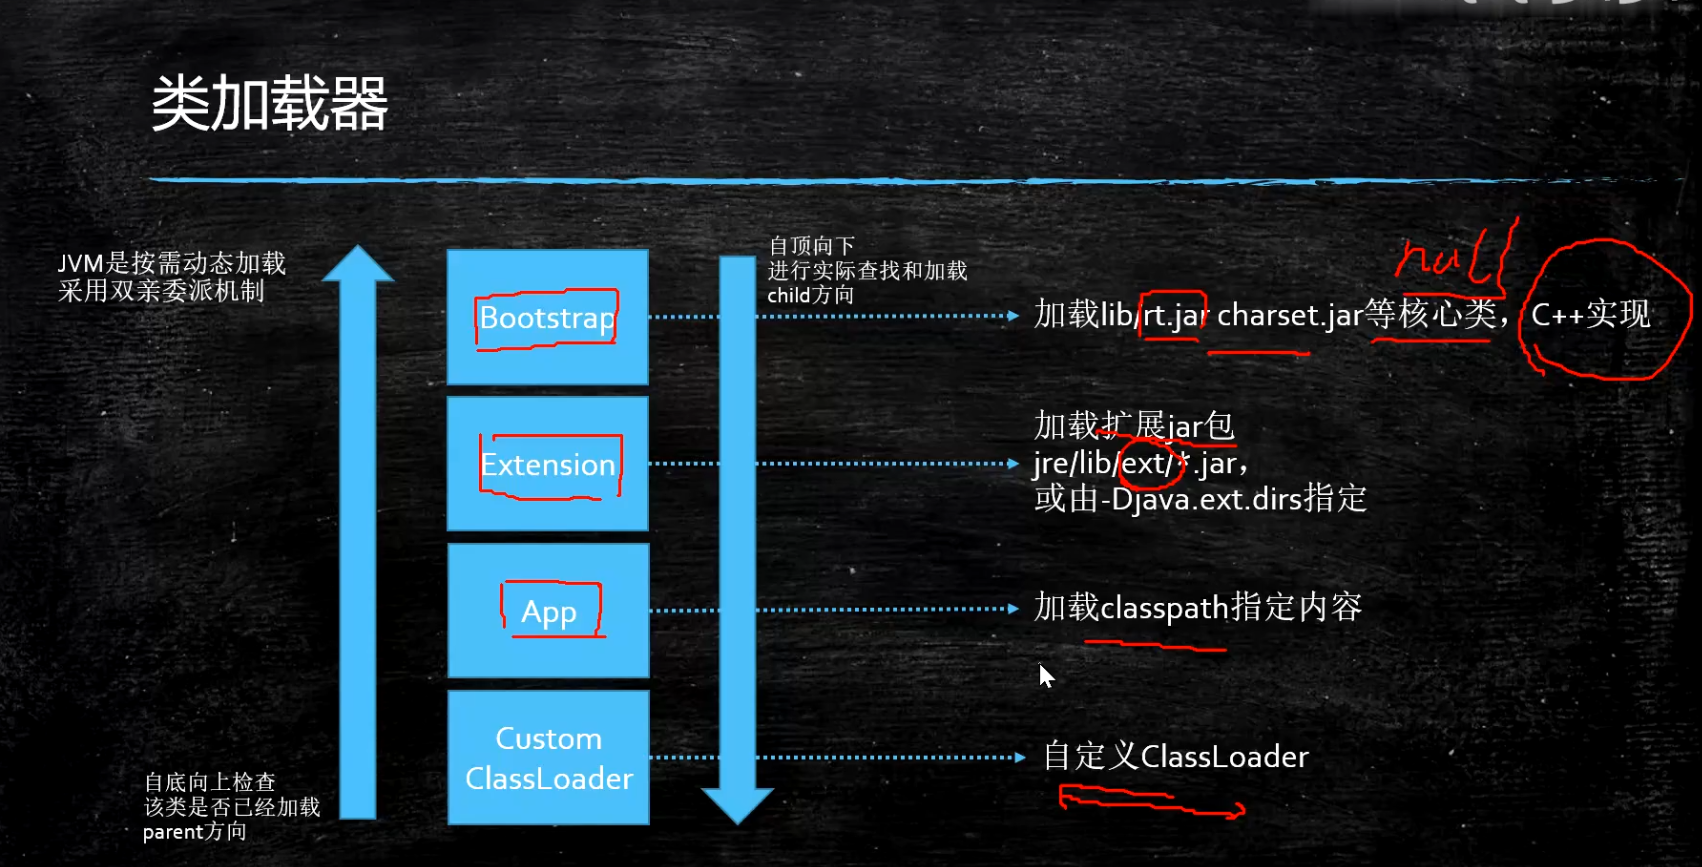 类加载器
JVM是按需动态加载
采用双亲委派机制
自顶向下
进行实际查找和加载
child方向
null
Bootstrap
加载lib/rt.jar charset.jar等核心类，C++实现
Extension
加载扩展jar包
jre/lib/ext/*.jar，
或由-Djava.ext.dirs指定
App
加载classpath指定内容
Custom
ClassLoader
自定义ClassLoader
自底向上检查
该类是否已经加载
parent方向